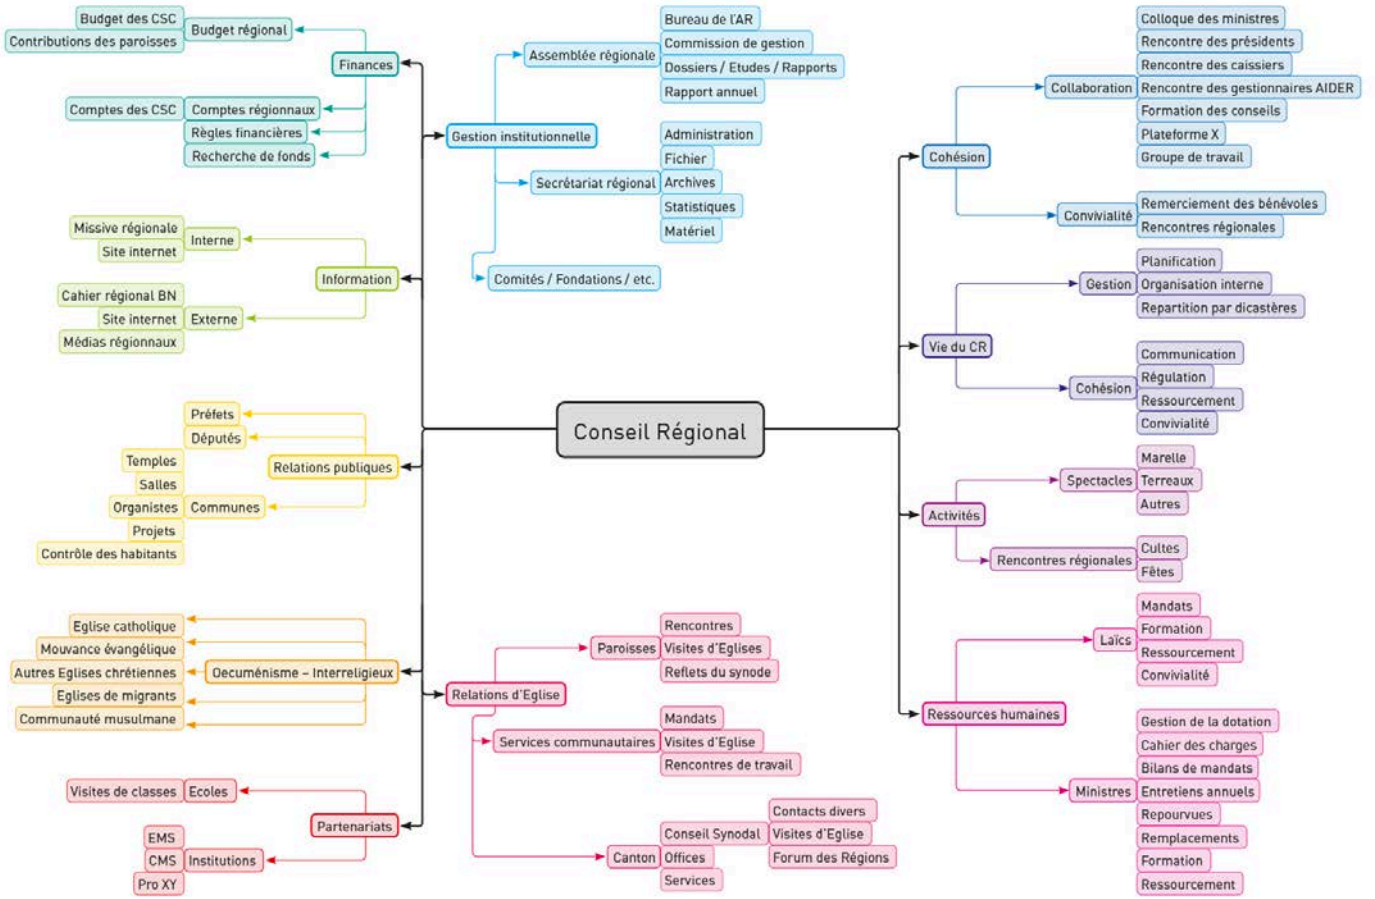 Conseil Régional
Finances
Budget régional
Budget des CSC
Contributions des paroisses
Comptes régionnaux
Comptes des CSC
Règles financières
Recherche de fonds
Information
Interne
Missive régionale
Site internet
Externe
Cahier régional BN
Site internet
Médias régionnaux
Relations publiques
Préfets
Députés
Communes
Temples
Salles
Organistes
Projets
Contrôle des habitants
Oecuménisme – Interreligieux
Eglise catholique
Mouvance évangélique
Autres Eglises chrétiennes
Eglises de migrants
Communauté musulmane
Partenariats
Ecoles
Visites de classes
Institutions
EMS
CMS
Pro XY
Gestion institutionnelle
Assemblée régionale
Bureau de l'AR
Commission de gestion
Dossiers / Etudes / Rapports
Rapport annuel
Secrétariat régional
Administration
Fichier
Archives
Statistiques
Matériel
Comités / Fondations / etc.
Relations d'Eglise
Paroisses
Rencontres
Visites d'Eglises
Reflets du synode
Services communautaires
Mandats
Visites d'Eglise
Rencontres de travail
Canton
Conseil Synodal
Contacts divers
Visites d'Eglise
Forum des Régions
Offices
Services
Cohésion
Collaboration
Colloque des ministres
Rencontre des présidents
Rencontre des caissiers
Rencontre des gestionnaires AIDER
Formation des conseils
Plateforme X
Groupe de travail
Convivialité
Remerciement des bénévoles
Rencontres régionales
Vie du CR
Gestion
Planification
Organisation interne
Repartition par dicastères
Cohésion
Communication
Régulation
Ressourcement
Convivialité
Activités
Spectacles
Marelle
Terreaux
Autres
Rencontres régionales
Cultes
Fêtes
Ressources humaines
Laïcs
Mandats
Formation
Ressourcement
Convivialité
Ministres
Gestion de la dotation
Cahier des charges
Bilans de mandats
Entretiens annuels
Repourvues
Remplacements
Formation
Ressourcement